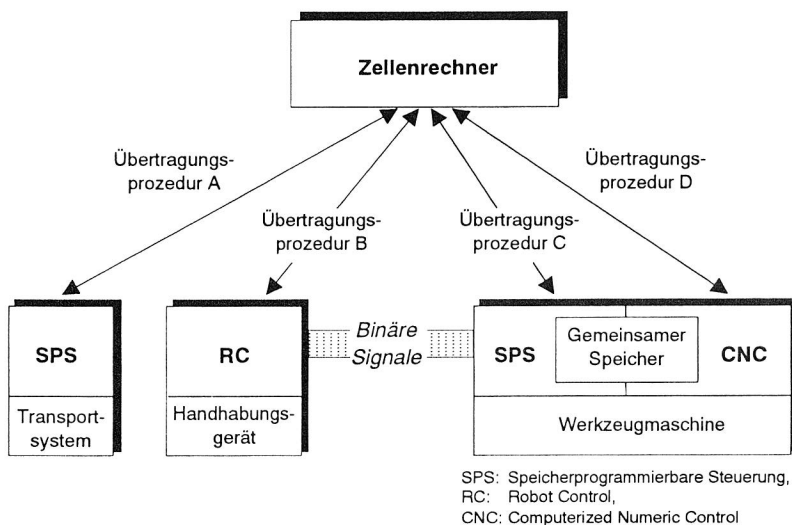 Zellenrechner
Übertragungs-
prozedur A
Übertragungs-
prozedur D
Übertragungs-
prozedur B
Übertragungs-
prozedur C
SPS
Transport-
system
RC
Handhabungs-
gerät
Binäre
Signale
SPS
Gemeinsamer
Speicher
CNC
Werkzeugmaschine
SPS: Speicherprogrammierbare Steuerung,
RC: Robot Control,
CNC: Computerized Numeric Control